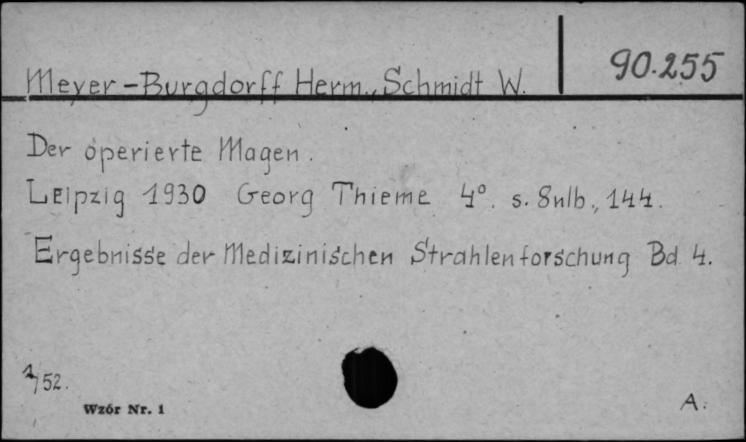 Meyer-Burgdorff Herm., Schmidt W.
90.255
Der operierte Magen.
Leipzig 1930 Georg Thieme 4°. s. 8nlb., 144.
Ergebnisse der Medizinischen Strahlenforschung Bd. 4.
1/52.
Wzór Nr. 1
A.